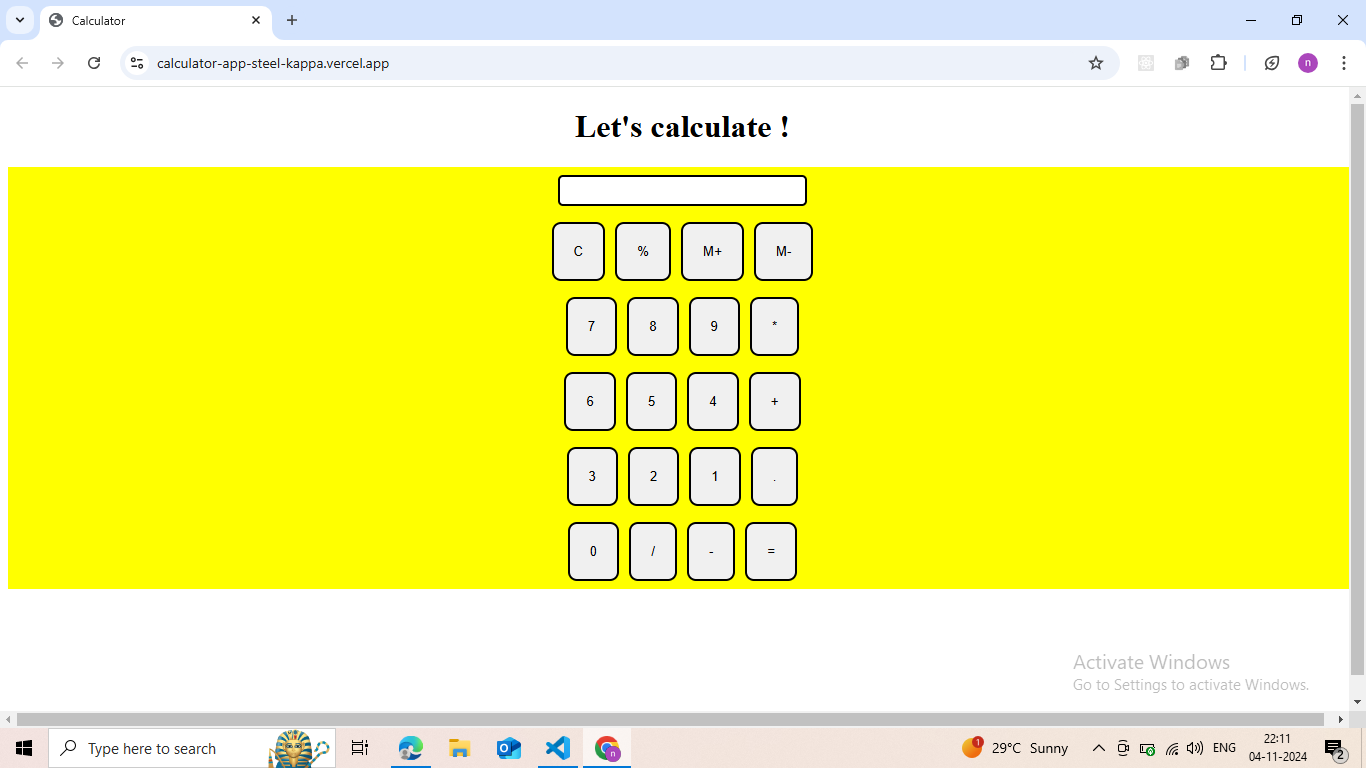 Calculator
calculator-app-steel-kappa.vercel.app
n
Let's calculate !
C % M+ M-
7 8 9 *
6 5 4 +
3 2 1 .
0 / - =
Activate Windows
Go to Settings to activate Windows.
Type here to search
n
1
29°C Sunny
ENG
22:11
04-11-2024
2